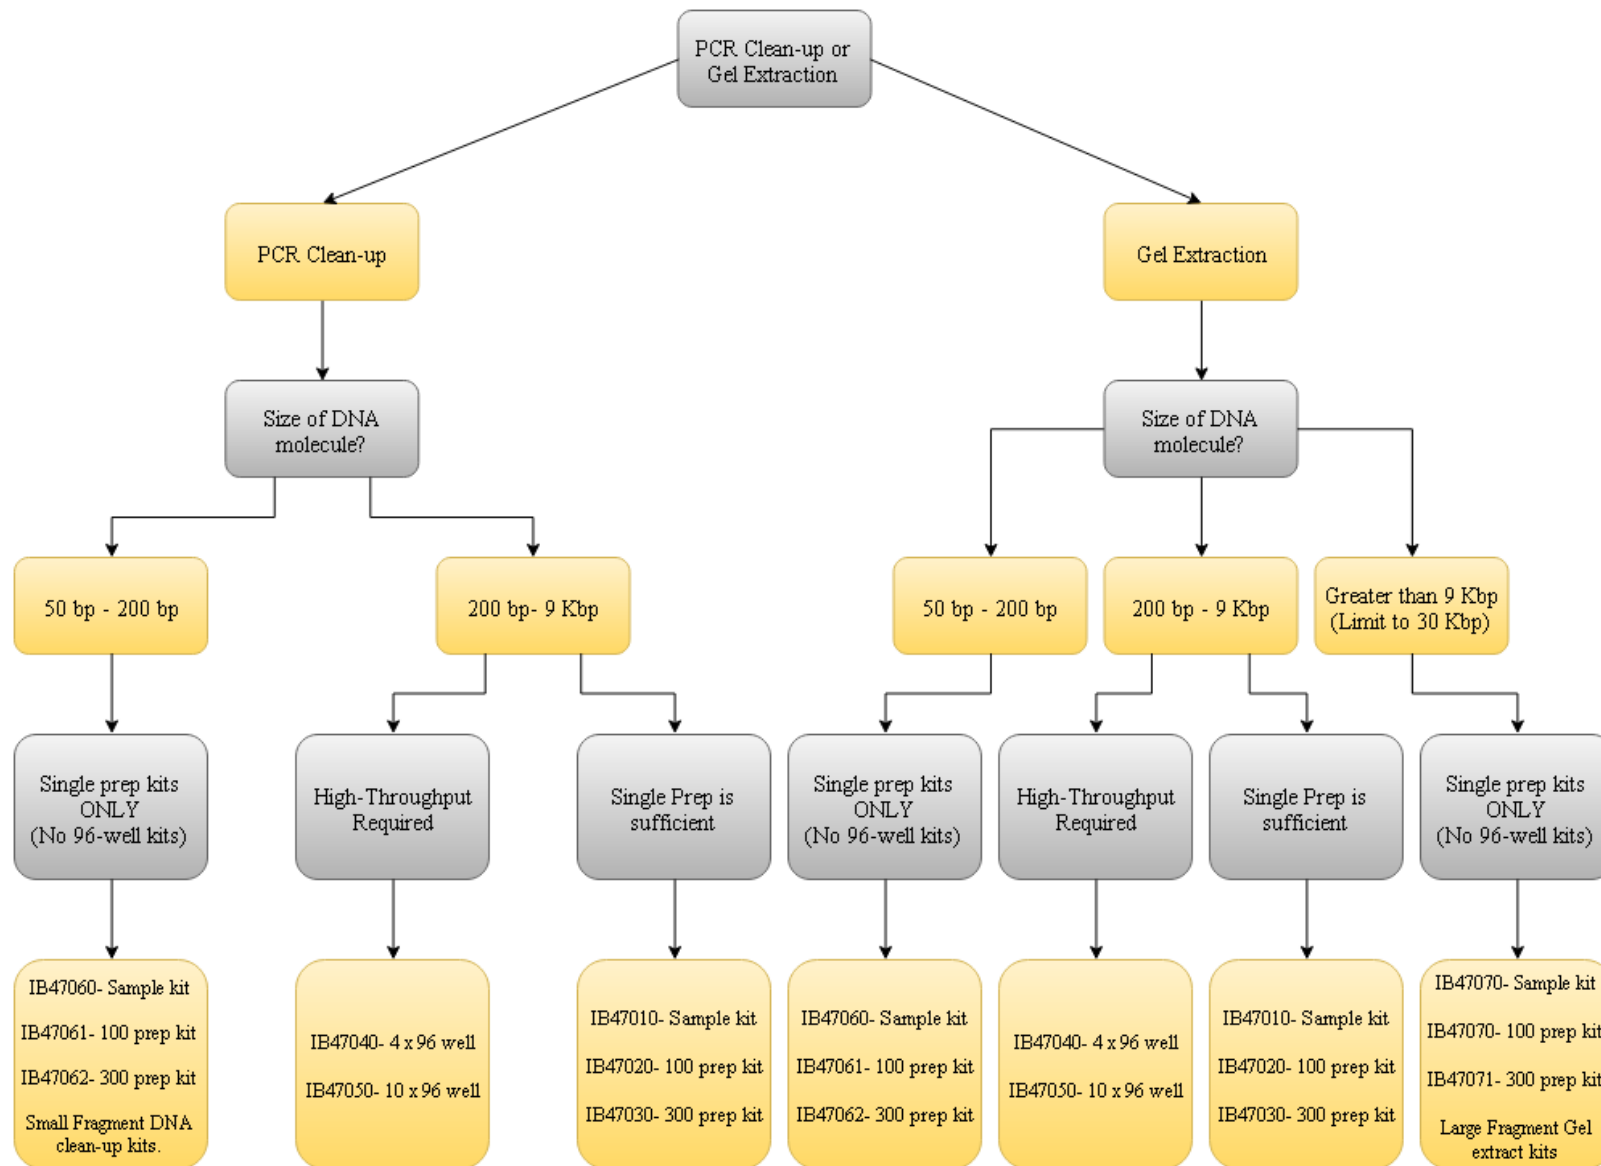 PCR Clean-up or
Gel Extraction
PCR Clean-up
Gel Extraction
Size of DNA
molecule?
Size of DNA
molecule?
50 bp - 200 bp
200 bp- 9 Kbp
50 bp - 200 bp
200 bp - 9 Kbp
Greater than 9 Kbp
(Limit to 30 Kbp)
Single prep kits
ONLY
(No 96-well kits)
High-Throughput
Required
Single Prep is
sufficient
Single prep kits
ONLY
(No 96-well kits)
High-Throughput
Required
Single Prep is
sufficient
Single prep kits
ONLY
(No 96-well kits)
IB47060- Sample kit
IB47061- 100 prep kit
IB47062- 300 prep kit
Small Fragment DNA
clean-up kits.
IB47040- 4 x 96 well
IB47050- 10 x 96 well
IB47010- Sample kit
IB47020- 100 prep kit
IB47030- 300 prep kit
IB47060- Sample kit
IB47061- 100 prep kit
IB47062- 300 prep kit
IB47040- 4 x 96 well
IB47050- 10 x 96 well
IB47010- Sample kit
IB47020- 100 prep kit
IB47030- 300 prep kit
IB47070- Sample kit
IB47070- 100 prep kit
IB47071- 300 prep kit
Large Fragment Gel
extract kits